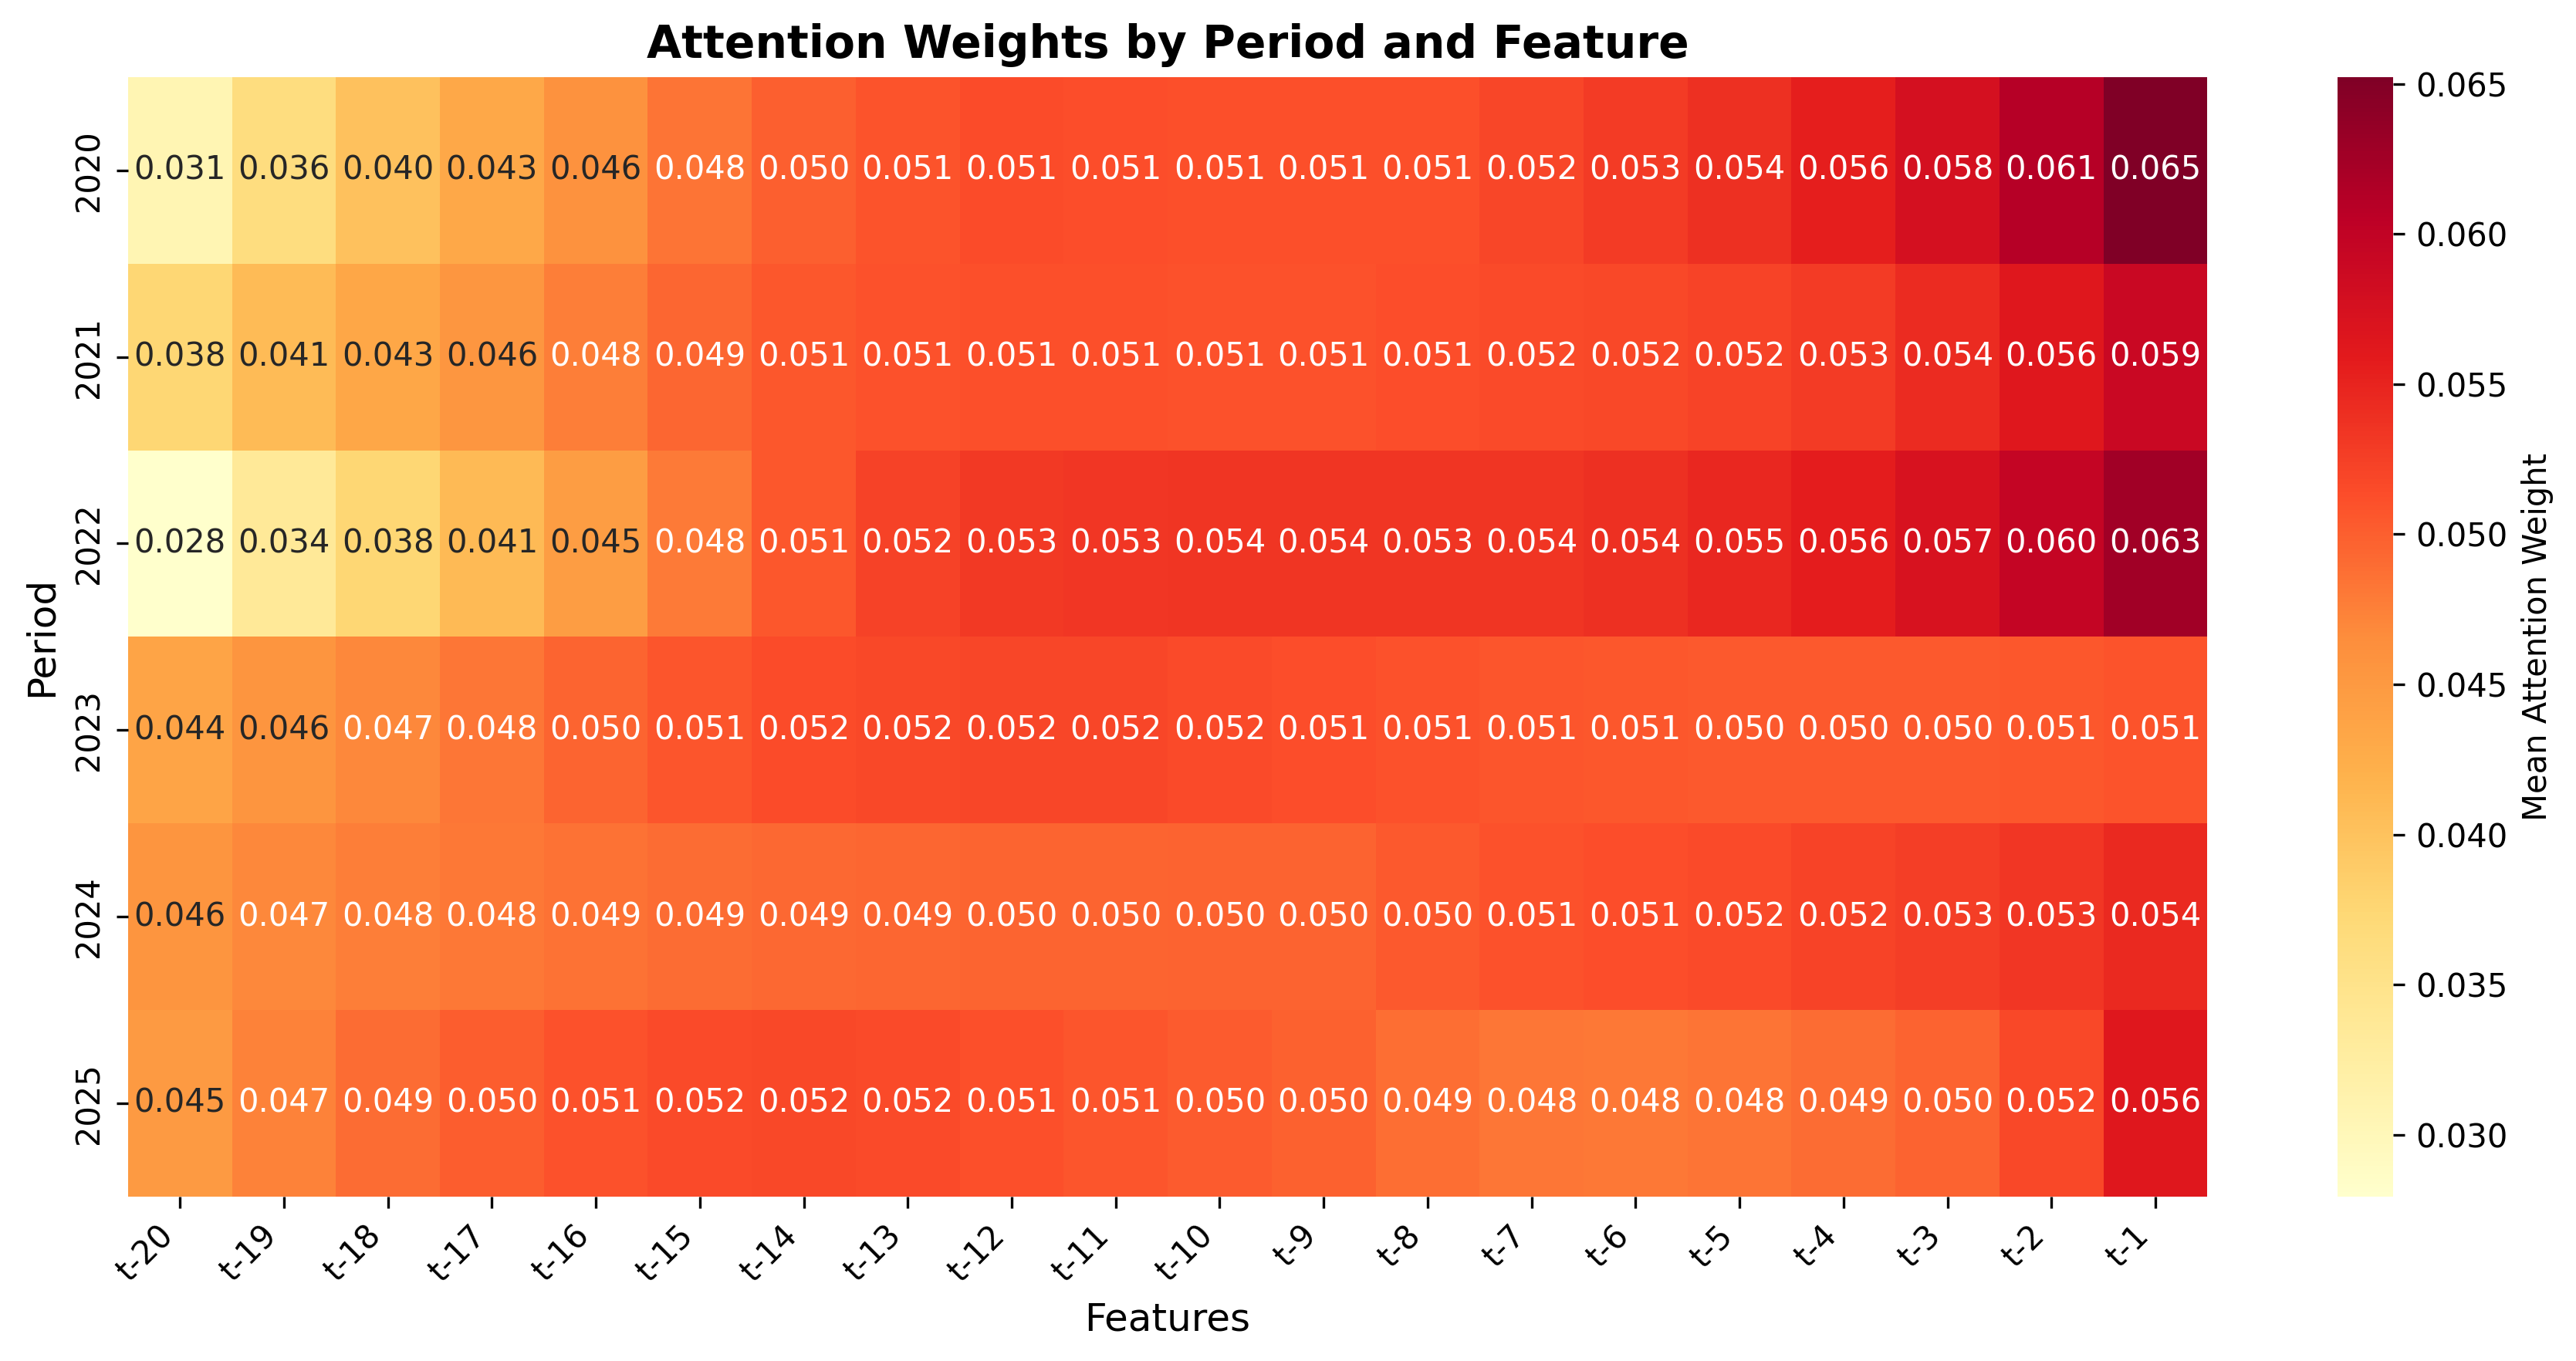 Attention Weights by Period and Feature
2020 0.031 0.036 0.040 0.043 0.046 0.048 0.050 0.051 0.051 0.051 0.051 0.051 0.051 0.052 0.053 0.054 0.056 0.058 0.061 0.065
2021 0.038 0.041 0.043 0.046 0.048 0.049 0.051 0.051 0.051 0.051 0.051 0.051 0.051 0.052 0.052 0.052 0.053 0.054 0.056 0.059
2022 0.028 0.034 0.038 0.041 0.045 0.048 0.051 0.052 0.053 0.053 0.054 0.054 0.053 0.054 0.054 0.055 0.056 0.057 0.060 0.063
2023 0.044 0.046 0.047 0.048 0.050 0.051 0.052 0.052 0.052 0.052 0.052 0.051 0.051 0.051 0.051 0.050 0.050 0.050 0.051 0.051
2024 0.046 0.047 0.048 0.048 0.049 0.049 0.049 0.049 0.050 0.050 0.050 0.050 0.050 0.051 0.051 0.052 0.052 0.053 0.053 0.054
2025 0.045 0.047 0.049 0.050 0.051 0.052 0.052 0.052 0.051 0.051 0.050 0.050 0.049 0.048 0.048 0.048 0.049 0.050 0.052 0.056
Period
t-20 t-19 t-18 t-17 t-16 t-15 t-14 t-13 t-12 t-11 t-10 t-9 t-8 t-7 t-6 t-5 t-4 t-3 t-2 t-1
Features
0.065
0.060
0.055
0.050
0.045
0.040
0.035
0.030
Mean Attention Weight